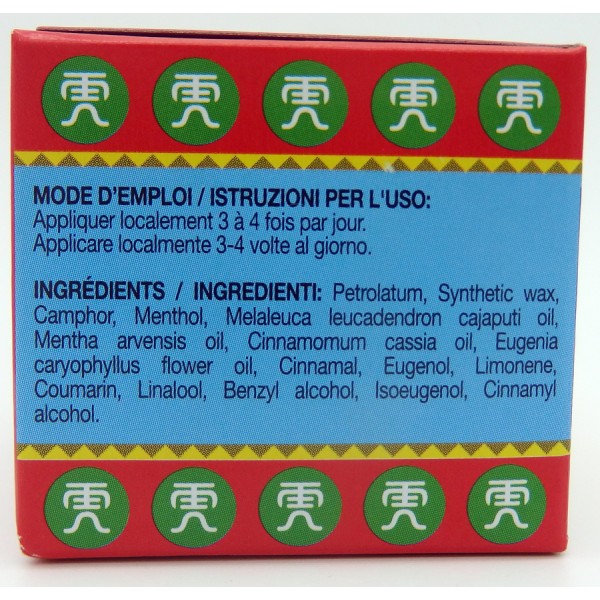 MODE D'EMPLOI / ISTRUZIONI PER L'USO:
Appliquer localement 3 à 4 fois par jour.
Applicare localmente 3-4 volte al giorno.
INGRÉDIENTS / INGREDIENTI: Petrolatum, Synthetic wax,
Camphor, Menthol, Melaleuca leucadendron cajaputi oil,
Mentha arvensis oil, Cinnamomum cassia oil, Eugenia
caryophyllus flower oil, Cinnamal, Eugenol, Limonene,
Coumarin, Linalool, Benzyl alcohol, Isoeugenol, Cinnamyl
alcohol.